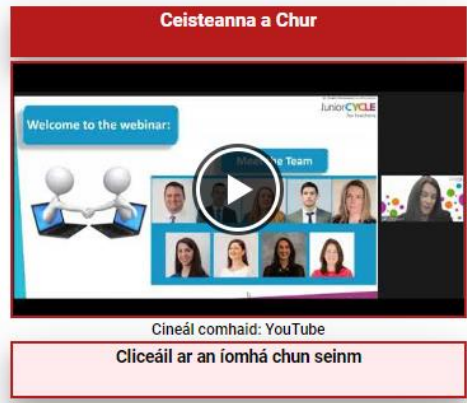 Ceisteanna a Chur
JuniorCYCLE
for teachers
Welcome to the webinar:
Meet the Team
Cineál comhaid: YouTube
Cliceáil ar an íomhá chun seinm